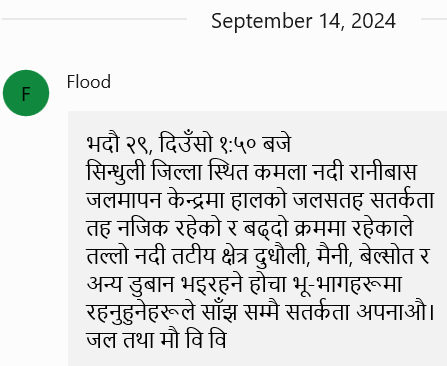 September 14, 2024
F
Flood
भदौ २९, दिउँसो १:५० बजे
सिन्धुली जिल्ला स्थित कमला नदी रानीबास
जलमापन केन्द्रमा हालको जलसतह सतर्कता
तह नजिक रहेको र बढ्दो क्रममा रहेकाले
तल्लो नदी तटीय क्षेत्र दुधौली, मैनी, बेल्सोत र
अन्य डुबान भइरहने होचा भू-भागहरूमा
रहनुहुनेहरूले साँझ सम्मै सतर्कता अपनाऔ।
जल तथा मौ वि वि